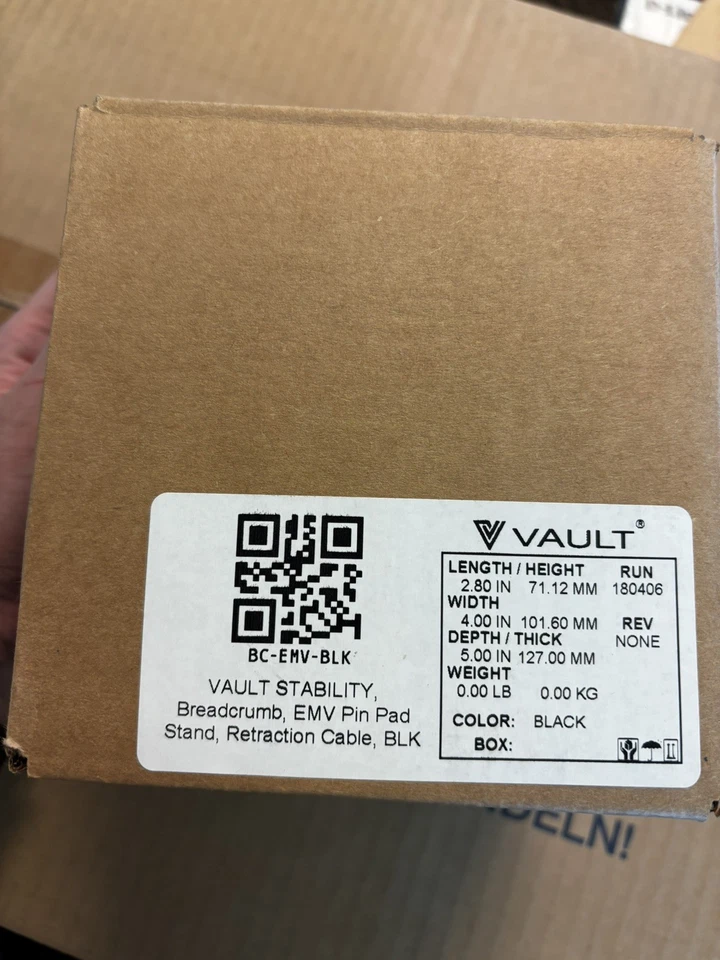 BC-EMV-BLK
VAULT STABILITY,
Breadcrumb, EMV Pin Pad
Stand, Retraction Cable, BLK
VAULT®
LENGTH / HEIGHT RUN
2.80 IN 71.12 MM 180406
WIDTH
4.00 IN 101.60 MM REV
DEPTH / THICK NONE
5.00 IN 127.00 MM
WEIGHT
0.00 LB 0.00 KG
COLOR: BLACK
BOX: